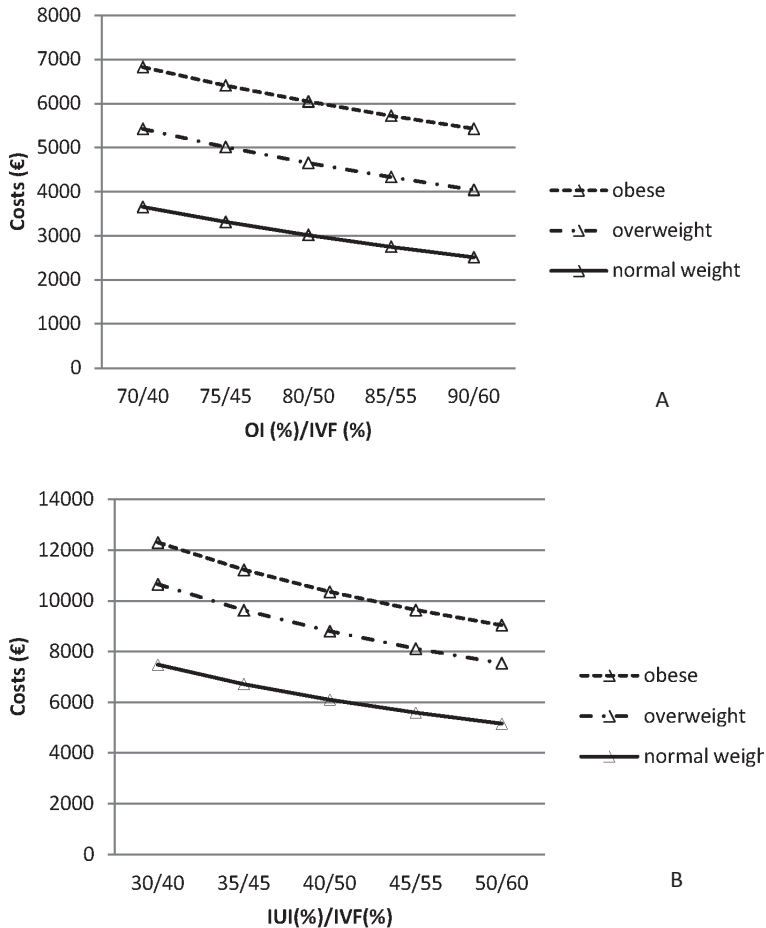 8000
7000
6000
5000
4000
3000
2000
1000
0
Costs (€)
70/40 75/45 80/50 85/55 90/60
OI (%)/IVF (%)
obese
overweight
normal weight
A
14000
12000
10000
8000
6000
4000
2000
0
Costs (€)
30/40 35/45 40/50 45/55 50/60
IUI(%)/IVF(%)
obese
overweight
normal weigh
B